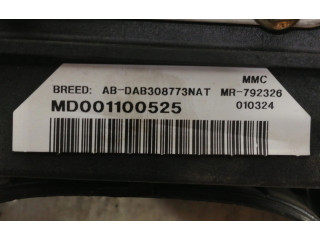 MMC
BREED: AB-DAB308773NAT MR-792326
MD001100525 010324